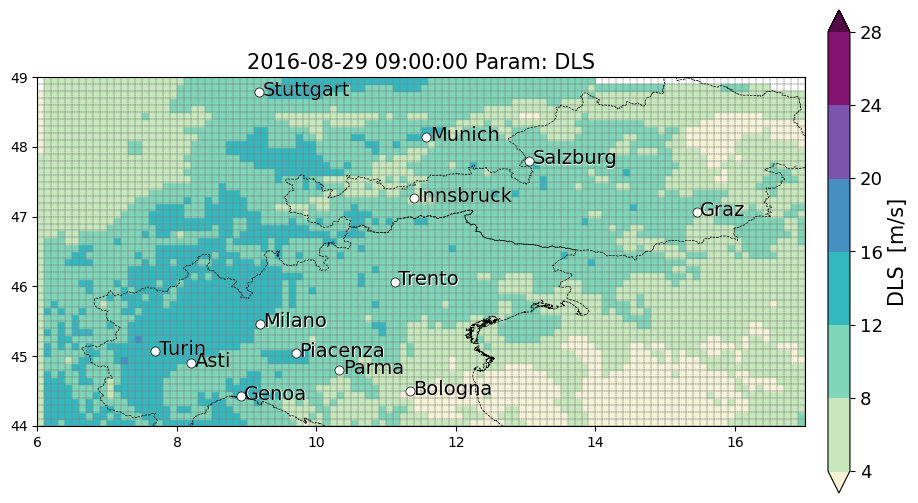 2016-08-29 09:00:00 Param: DLS
49
48
47
46
45
44
6
8
10
12
14
16
Stuttgart
Munich
Salzburg
Innsbruck
Graz
Trento
Milano
Turin
Asti
Piacenza
Parma
Genoa
Bologna
28
24
20
16
12
8
4
DLS [m/s]